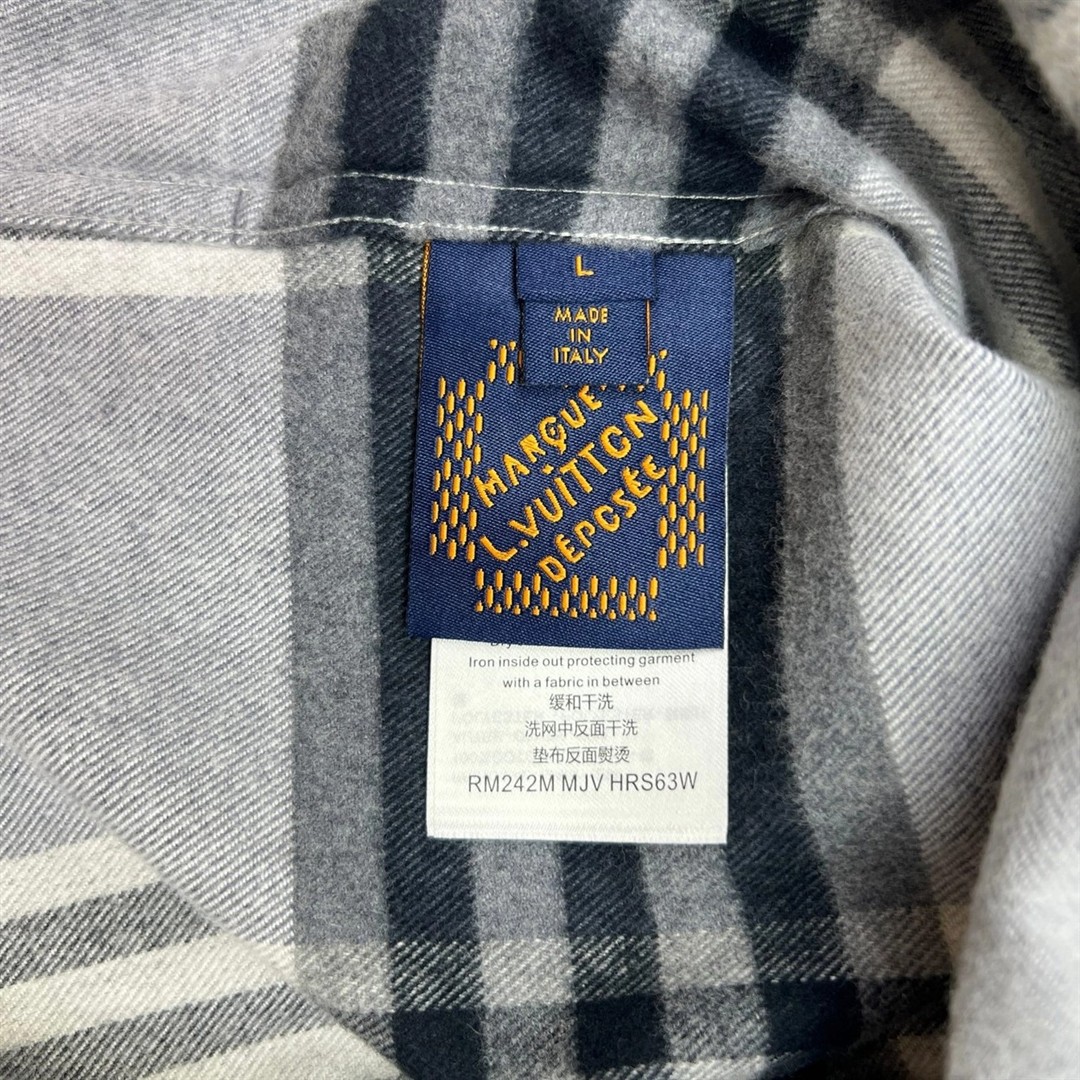 L
MADE
IN
ITALY
MARQUE
L.VUITTON
DEPOSÉE
Iron inside out protecting garment
with a fabric in between
缓和干洗
洗网中反面干洗
垫布反面熨烫
RM242M MJV HRS63W